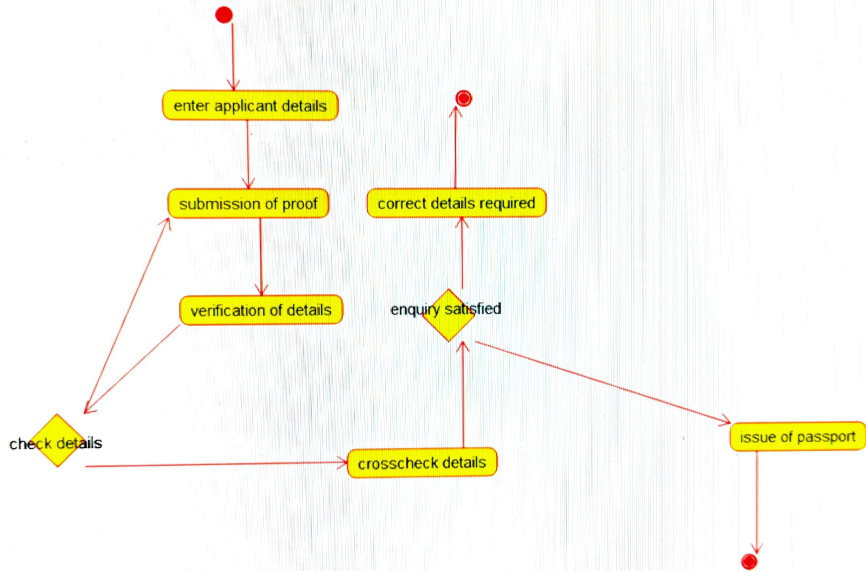 enter applicant details
submission of proof
correct details required
verification of details
enquiry satisfied
check details
crosscheck details
issue of passport